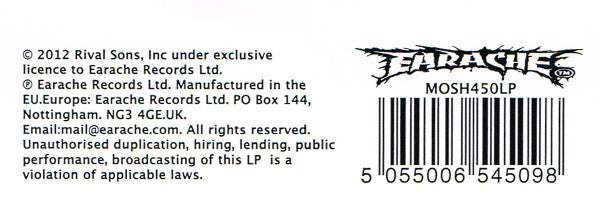 © 2012 Rival Sons, Inc under exclusive
licence to Earache Records Ltd.
℗ Earache Records Ltd. Manufactured in the
EU.Europe: Earache Records Ltd. PO Box 144,
Nottingham. NG3 4GE.UK.
Email:mail@earache.com. All rights reserved.
Unauthorised duplication, hiring, lending, public
performance, broadcasting of this LP is a
violation of applicable laws.
EARACHE TM
MOSH450LP
5 055006 545098